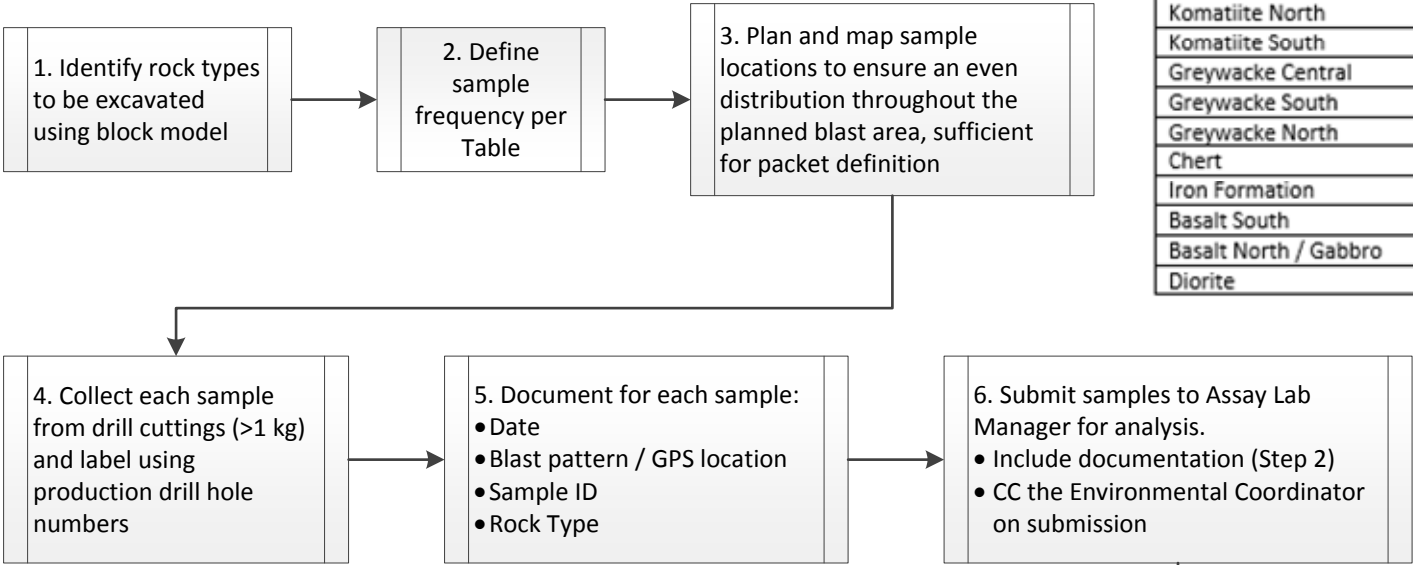 1. Identify rock types
to be excavated
using block model
2. Define
sample
frequency per
Table
3. Plan and map sample
locations to ensure an even
distribution throughout the
planned blast area, sufficient
for packet definition
Komatiite North
Komatiite South
Greywacke Central
Greywacke South
Greywacke North
Chert
Iron Formation
Basalt South
Basalt North / Gabbro
Diorite
4. Collect each sample
from drill cuttings (>1 kg)
and label using
production drill hole
numbers
5. Document for each sample:
• Date
• Blast pattern / GPS location
• Sample ID
• Rock Type
6. Submit samples to Assay Lab
Manager for analysis.
• Include documentation (Step 2)
• CC the Environmental Coordinator
on submission